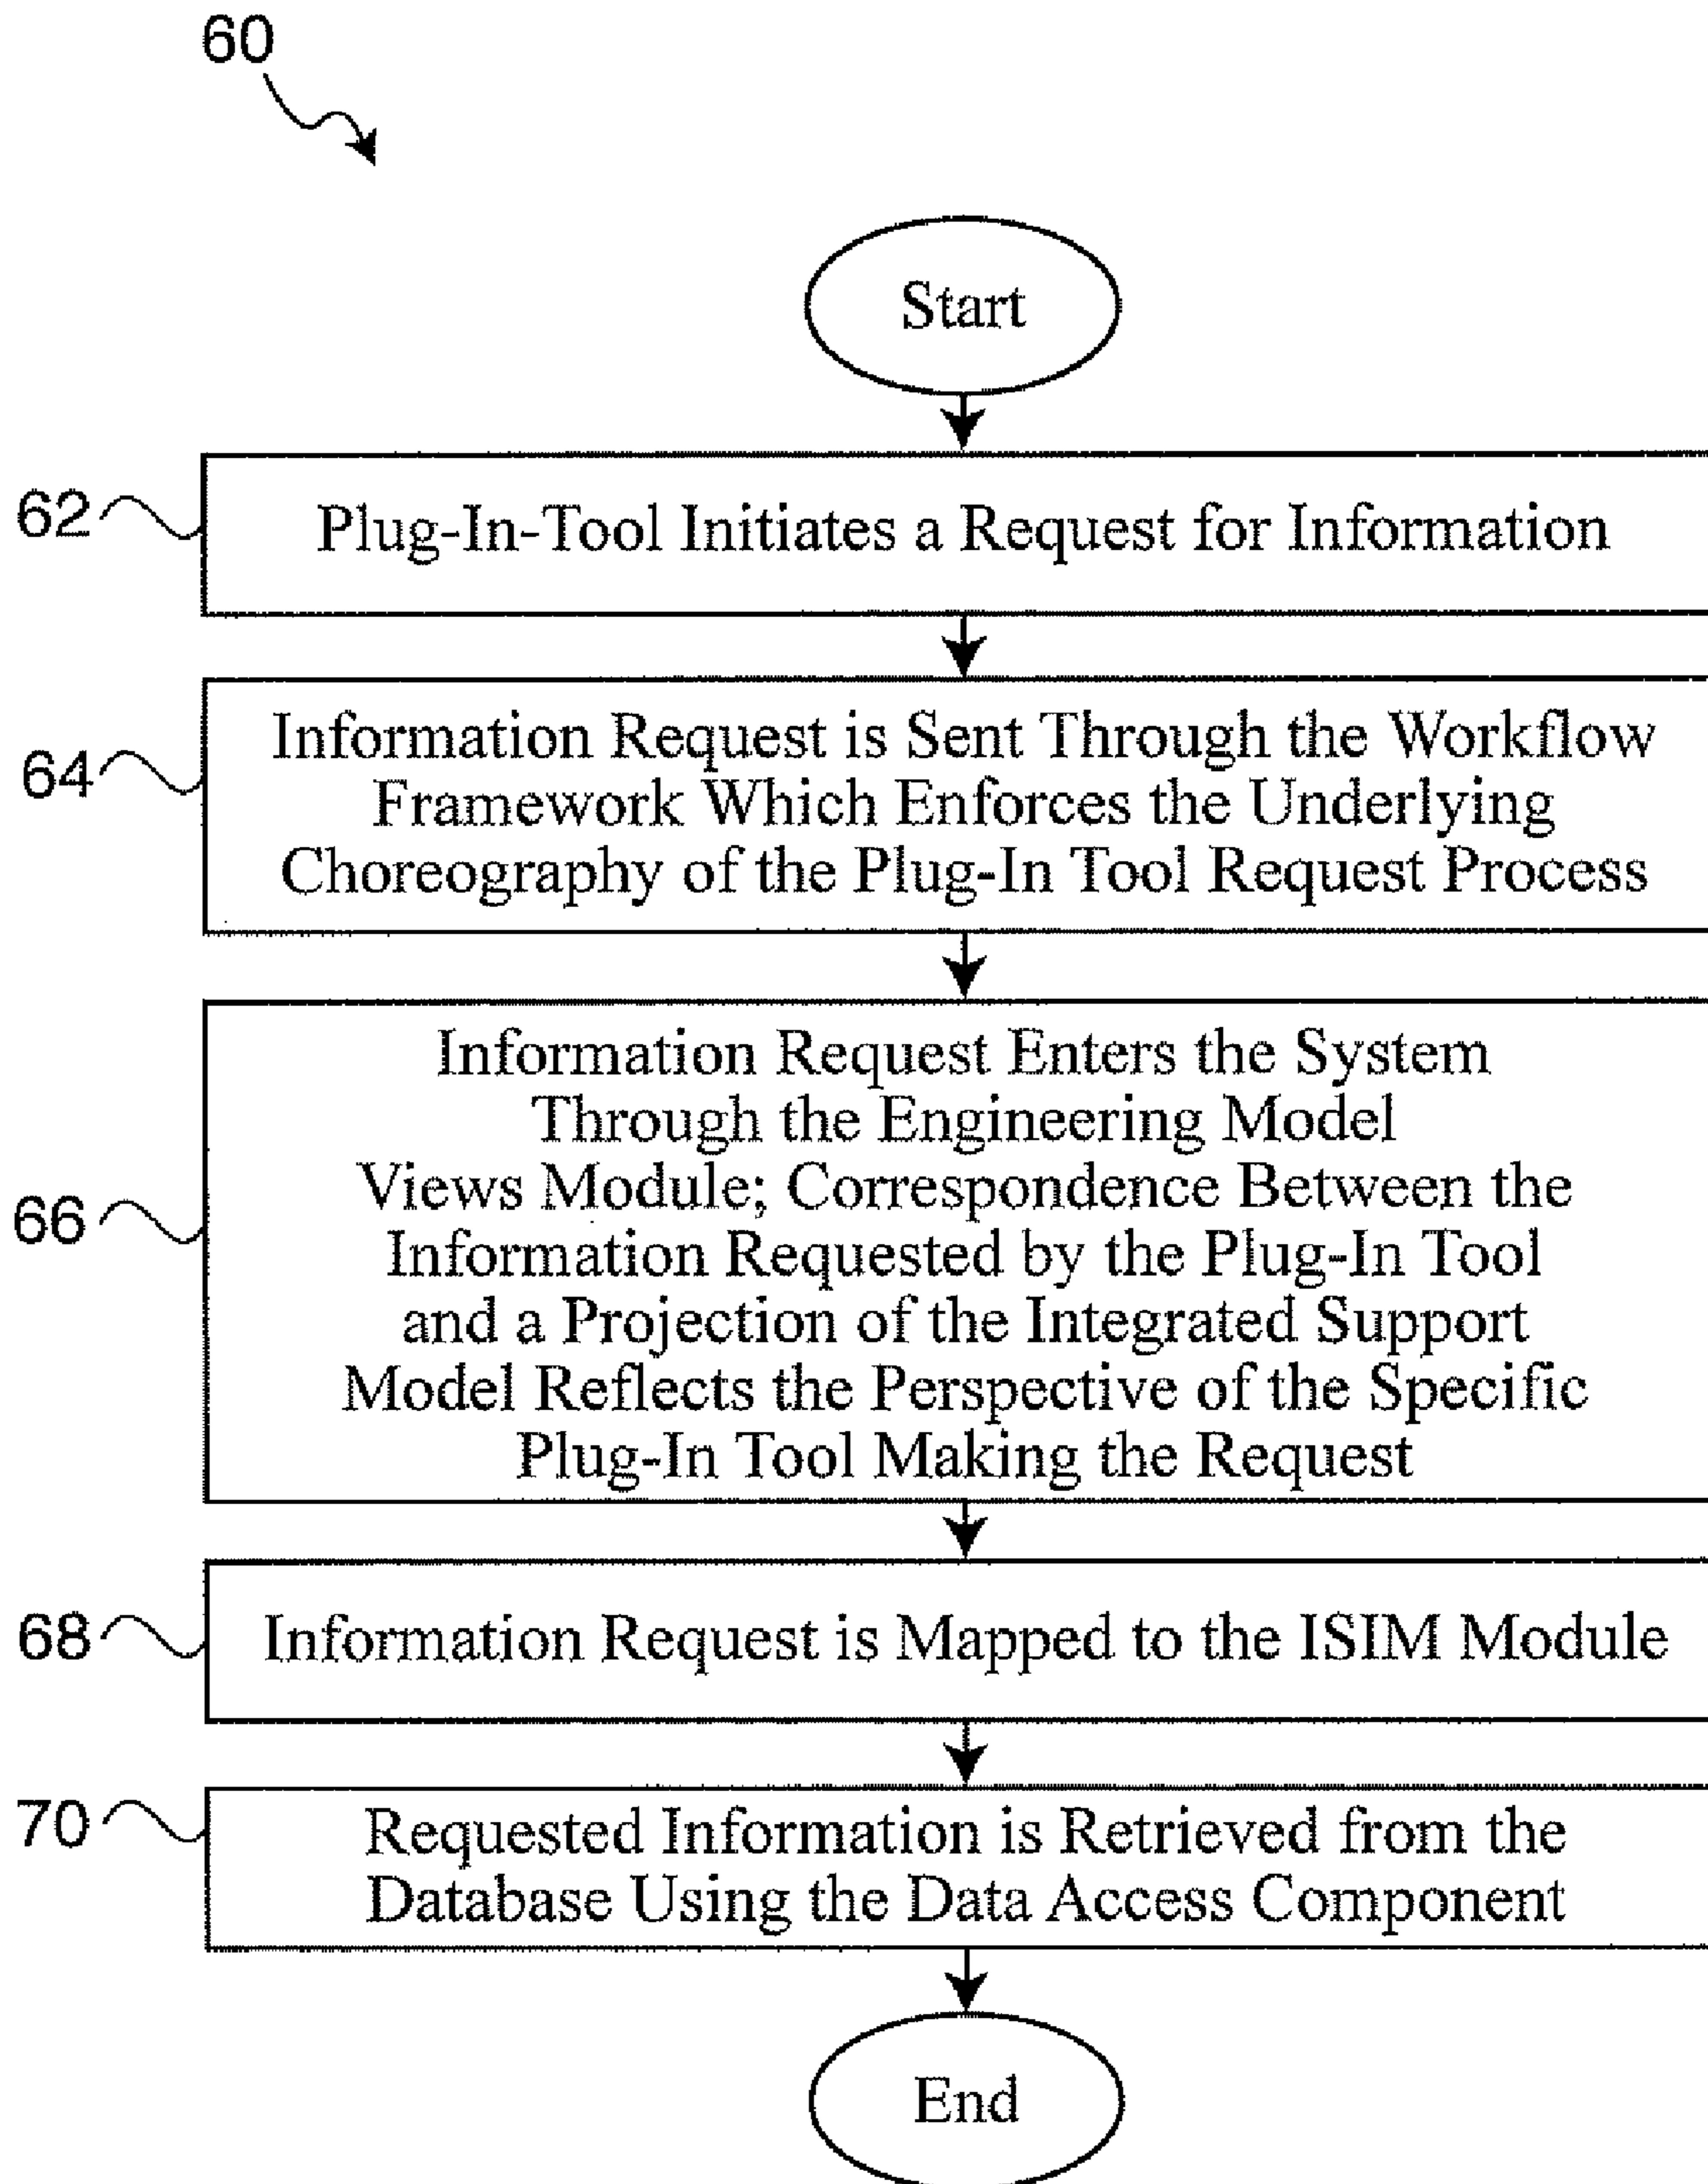 60
Start
62
Plug-In-Tool Initiates a Request for Information
64
Information Request is Sent Through the Workflow
Framework Which Enforces the Underlying
Choreography of the Plug-In Tool Request Process
66
Information Request Enters the System
Through the Engineering Model
Views Module; Correspondence Between the
Information Requested by the Plug-In Tool
and a Projection of the Integrated Support
Model Reflects the Perspective of the Specific
Plug-In Tool Making the Request
68
Information Request is Mapped to the ISIM Module
70
Requested Information is Retrieved from the
Database Using the Data Access Component
End